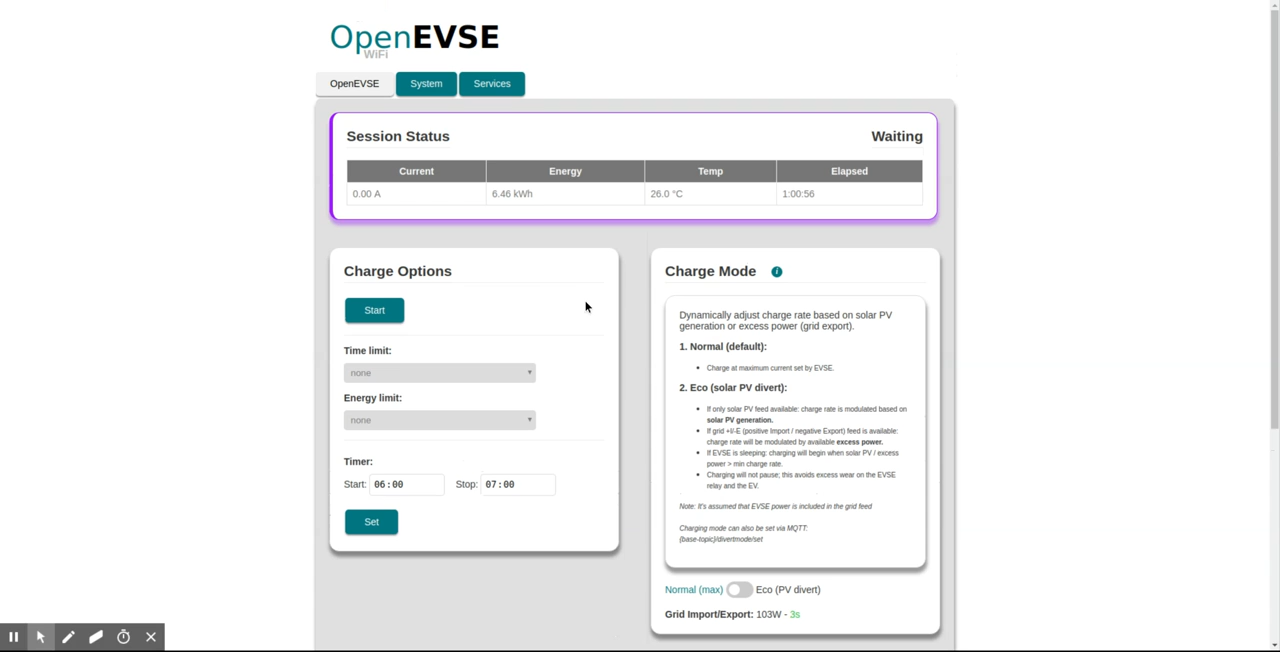 OpenEVSE
WiFi
OpenEVSE System Services
Session Status Waiting
Current Energy Temp Elapsed
0.00 A 6.46 kWh 26.0 °C 1:00:56
Charge Options
Start
Time limit:
none
Energy limit:
none
Timer:
Start: 06:00 Stop: 07:00
Set
Charge Mode i
Dynamically adjust charge rate based on solar PV
generation or excess power (grid export).
1. Normal (default):
• Charge at maximum current set by EVSE.
2. Eco (solar PV divert):
• If only solar PV feed available: charge rate is modulated based on
solar PV generation.
• If grid +I/-E (positive Import / negative Export) feed is available:
charge rate will be modulated by available excess power.
• If EVSE is sleeping: charging will begin when solar PV / excess
power > min charge rate.
• Charging will not pause; this avoids excess wear on the EVSE
relay and the EV.
Note: It's assumed that EVSE power is included in the grid feed
Charging mode can also be set via MQTT:
{base-topic}/divertmode/set
Normal (max) Eco (PV divert)
Grid Import/Export: 103W - 3s